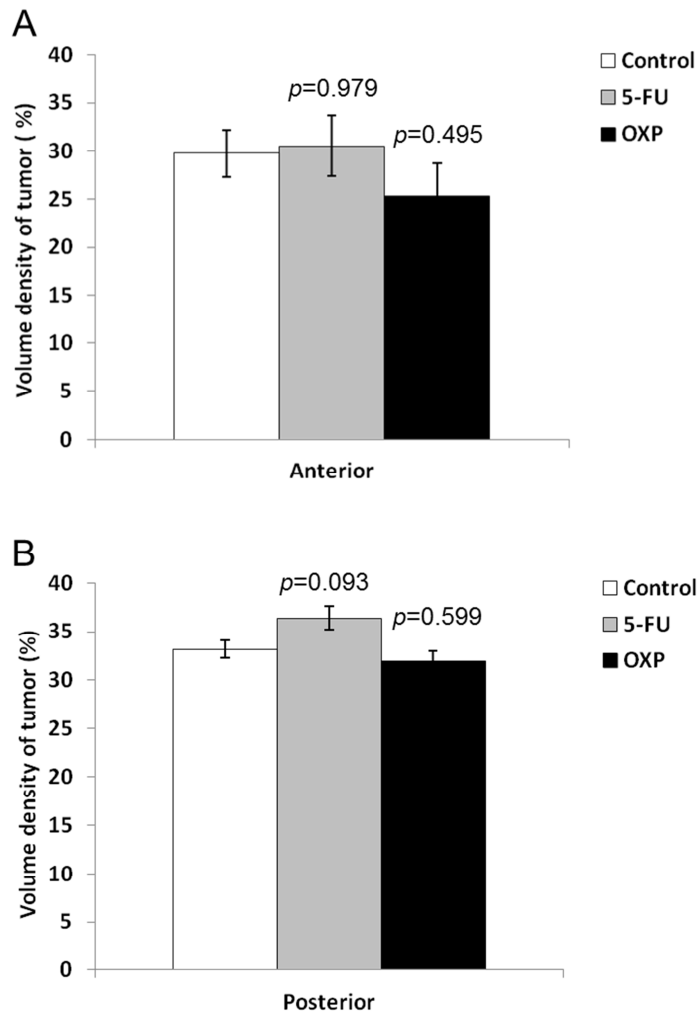 A
Volume density of tumor ( %)
40
35
30
25
20
15
10
5
0
p=0.979
p=0.495
Control
5-FU
OXP
Anterior
B
Volume density of tumor (%)
40
35
30
25
20
15
10
5
0
p=0.093
p=0.599
Control
5-FU
OXP
Posterior